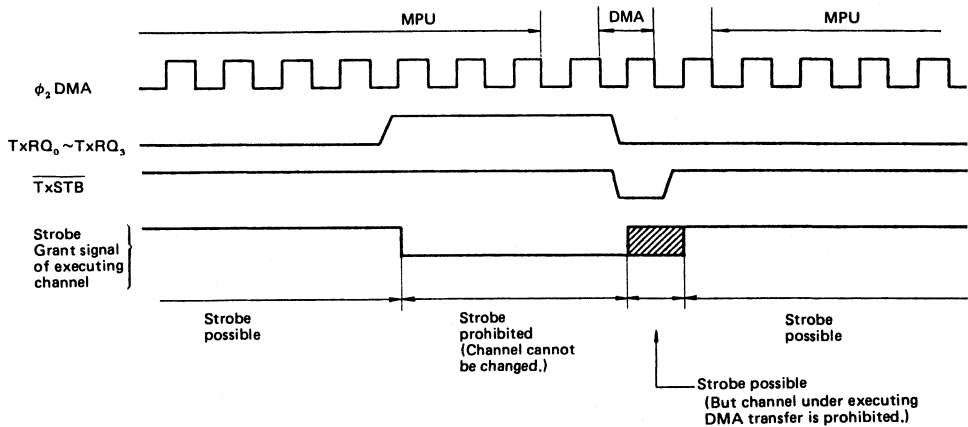 MPU
DMA
MPU
ϕ₂ DMA
TxRQ₀~TxRQ₃
TxSTB
Strobe
Grant signal
of executing
channel
Strobe
possible
Strobe
prohibited
(Channel cannot
be changed.)
Strobe
possible
Strobe possible
(But channel under executing
DMA transfer is prohibited.)